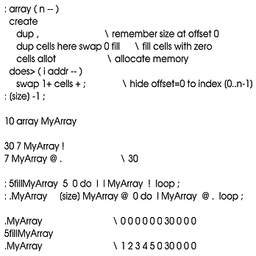 : array ( n -- )
create
dup , \ remember size at offset 0
dup cells here swap 0 fill \ fill cells with zero
cells allot \ allocate memory
does> ( i addr -- )
swap 1+ cells + ; \ hide offset=0 to index [0..n-1]
: [size] -1 ;
10 array MyArray
30 7 MyArray !
7 MyArray @ . \ 30
: 5fillMyArray 5 0 do I I MyArray ! loop ;
: .MyArray [size] MyArray @ 0 do I MyArray @ . loop ;
.MyArray \ 0 0 0 0 0 0 30 0 0 0
5fillMyArray
.MyArray \ 1 2 3 4 5 0 30 0 0 0